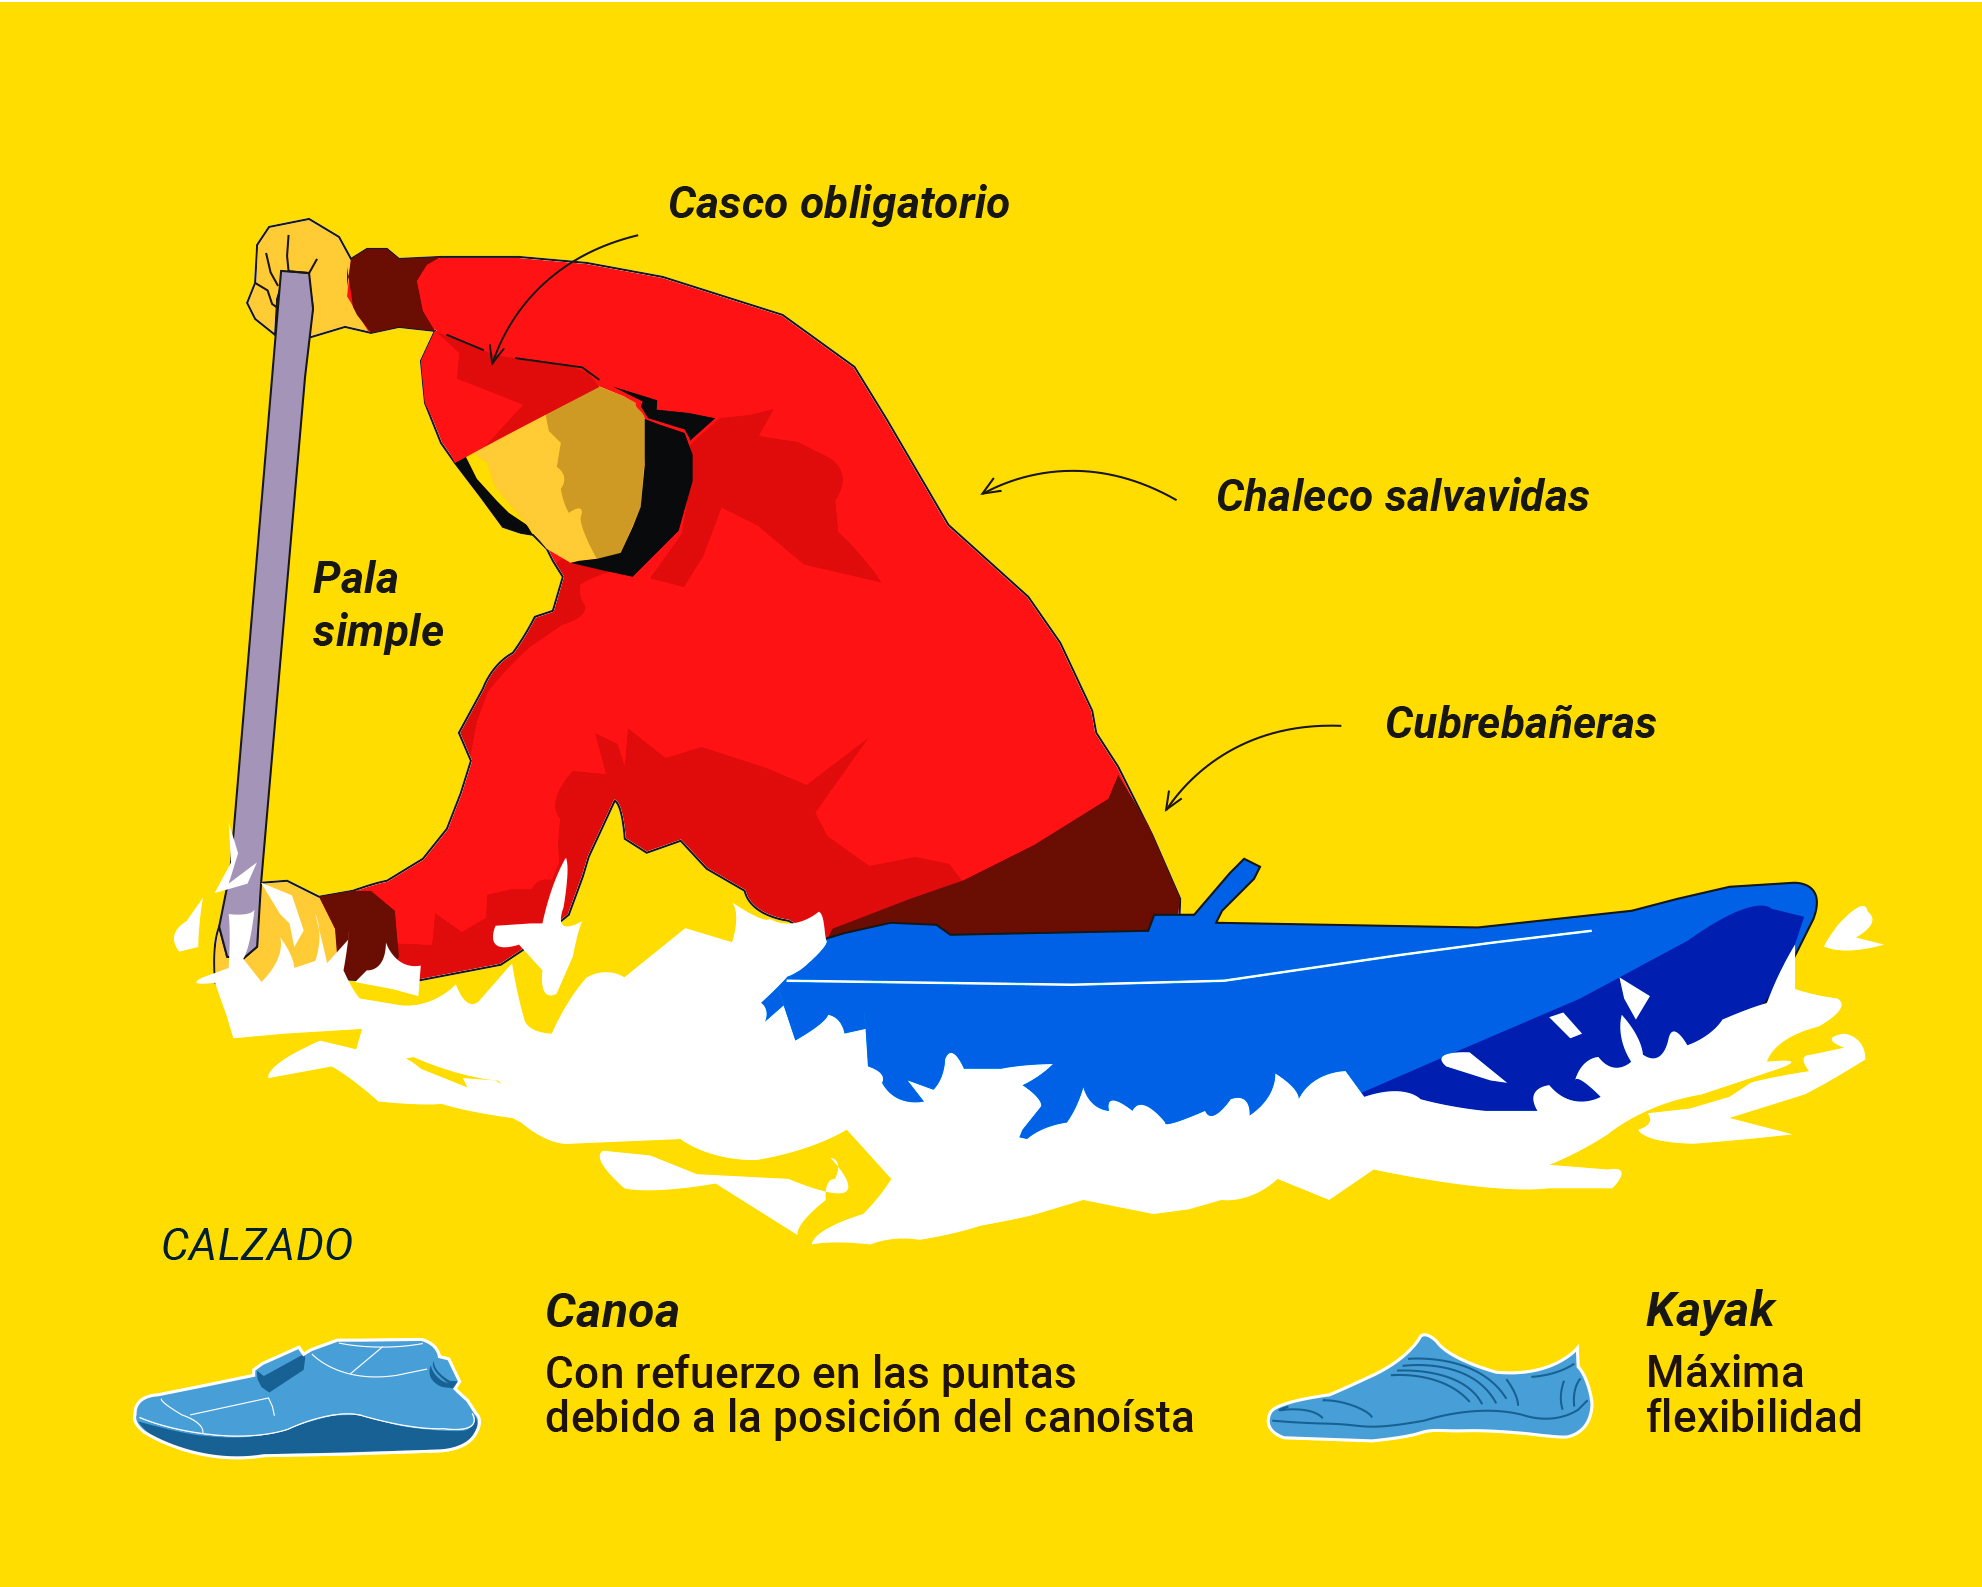 Casco obligatorio
Chaleco salvavidas
Pala
simple
Cubrebañeras
CALZADO
Canoa
Con refuerzo en las puntas
debido a la posición del canoísta
Kayak
Máxima
flexibilidad